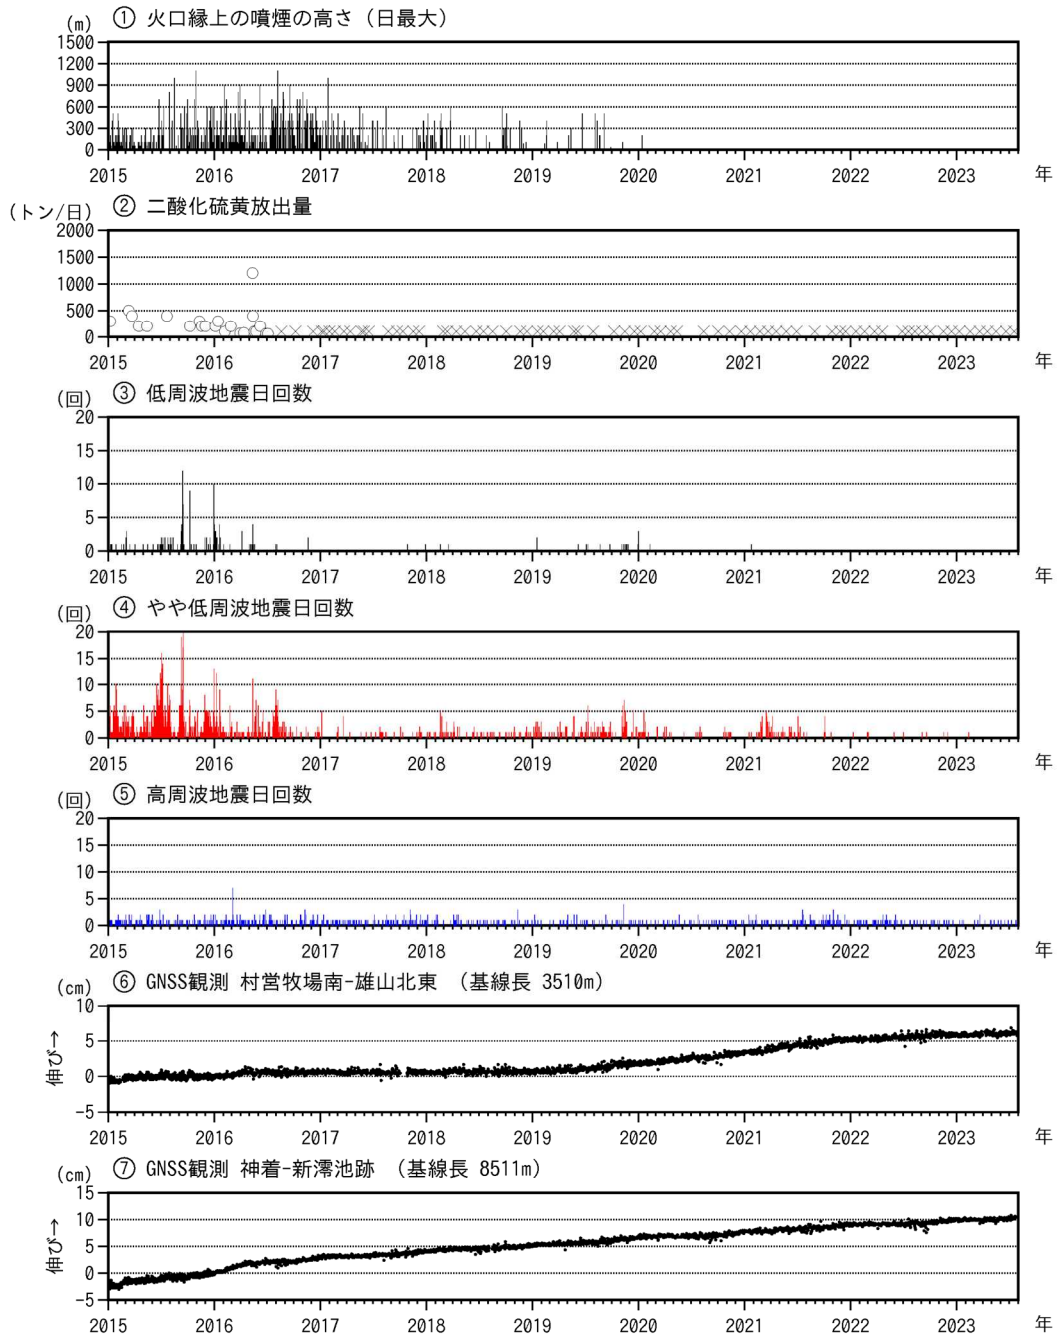 (m) ① 火口縁上の噴煙の高さ（日最大）
1500
1200
900
600
300
0
2015 2016 2017 2018 2019 2020 2021 2022 2023 年
(トン/日) ② 二酸化硫黄放出量
2000
1500
1000
500
0
2015 2016 2017 2018 2019 2020 2021 2022 2023 年
(回) ③ 低周波地震日回数
20
15
10
5
0
2015 2016 2017 2018 2019 2020 2021 2022 2023 年
(回) ④ やや低周波地震日回数
20
15
10
5
0
2015 2016 2017 2018 2019 2020 2021 2022 2023 年
(回) ⑤ 高周波地震日回数
20
15
10
5
0
2015 2016 2017 2018 2019 2020 2021 2022 2023 年
(cm) ⑥ GNSS観測 村営牧場南-雄山北東 （基線長 3510m）
10
5
0
-5
伸び→
2015 2016 2017 2018 2019 2020 2021 2022 2023 年
(cm) ⑦ GNSS観測 神着-新澪池跡 （基線長 8511m）
15
10
5
0
-5
伸び→
2015 2016 2017 2018 2019 2020 2021 2022 2023 年